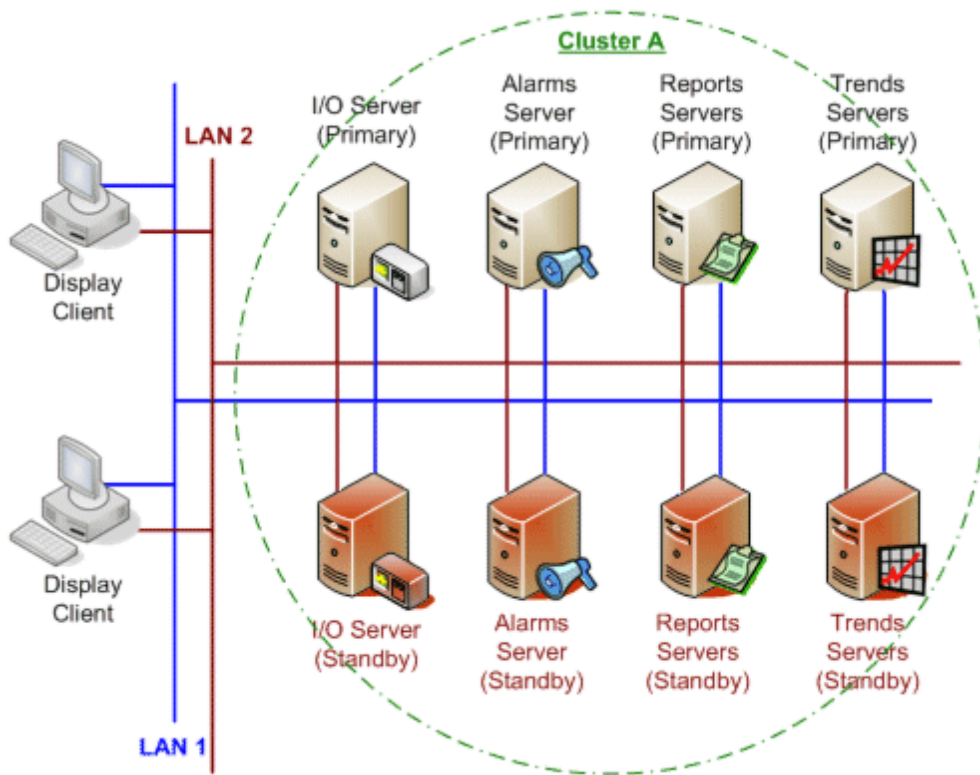 Cluster A
I/O Server
(Primary)
Alarms
Server
(Primary)
Reports
Servers
(Primary)
Trends
Servers
(Primary)
LAN 2
Display
Client
Display
Client
I/O Server
(Standby)
Alarms
Server
(Standby)
Reports
Servers
(Standby)
Trends
Servers
(Standby)
LAN 1